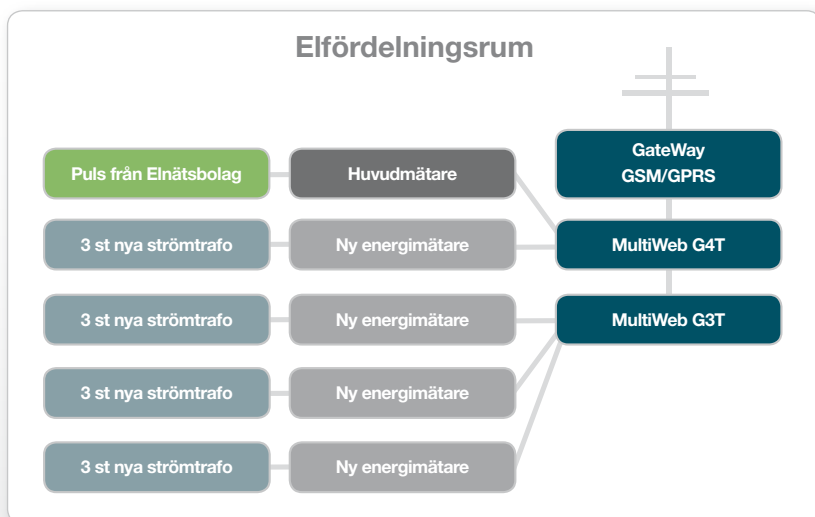 Elfördelningsrum
Puls från Elnätsbolag
Huvudmätare
GateWay
GSM/GPRS
3 st nya strömtrafo
Ny energimätare
MultiWeb G4T
3 st nya strömtrafo
Ny energimätare
MultiWeb G3T
3 st nya strömtrafo
Ny energimätare
3 st nya strömtrafo
Ny energimätare